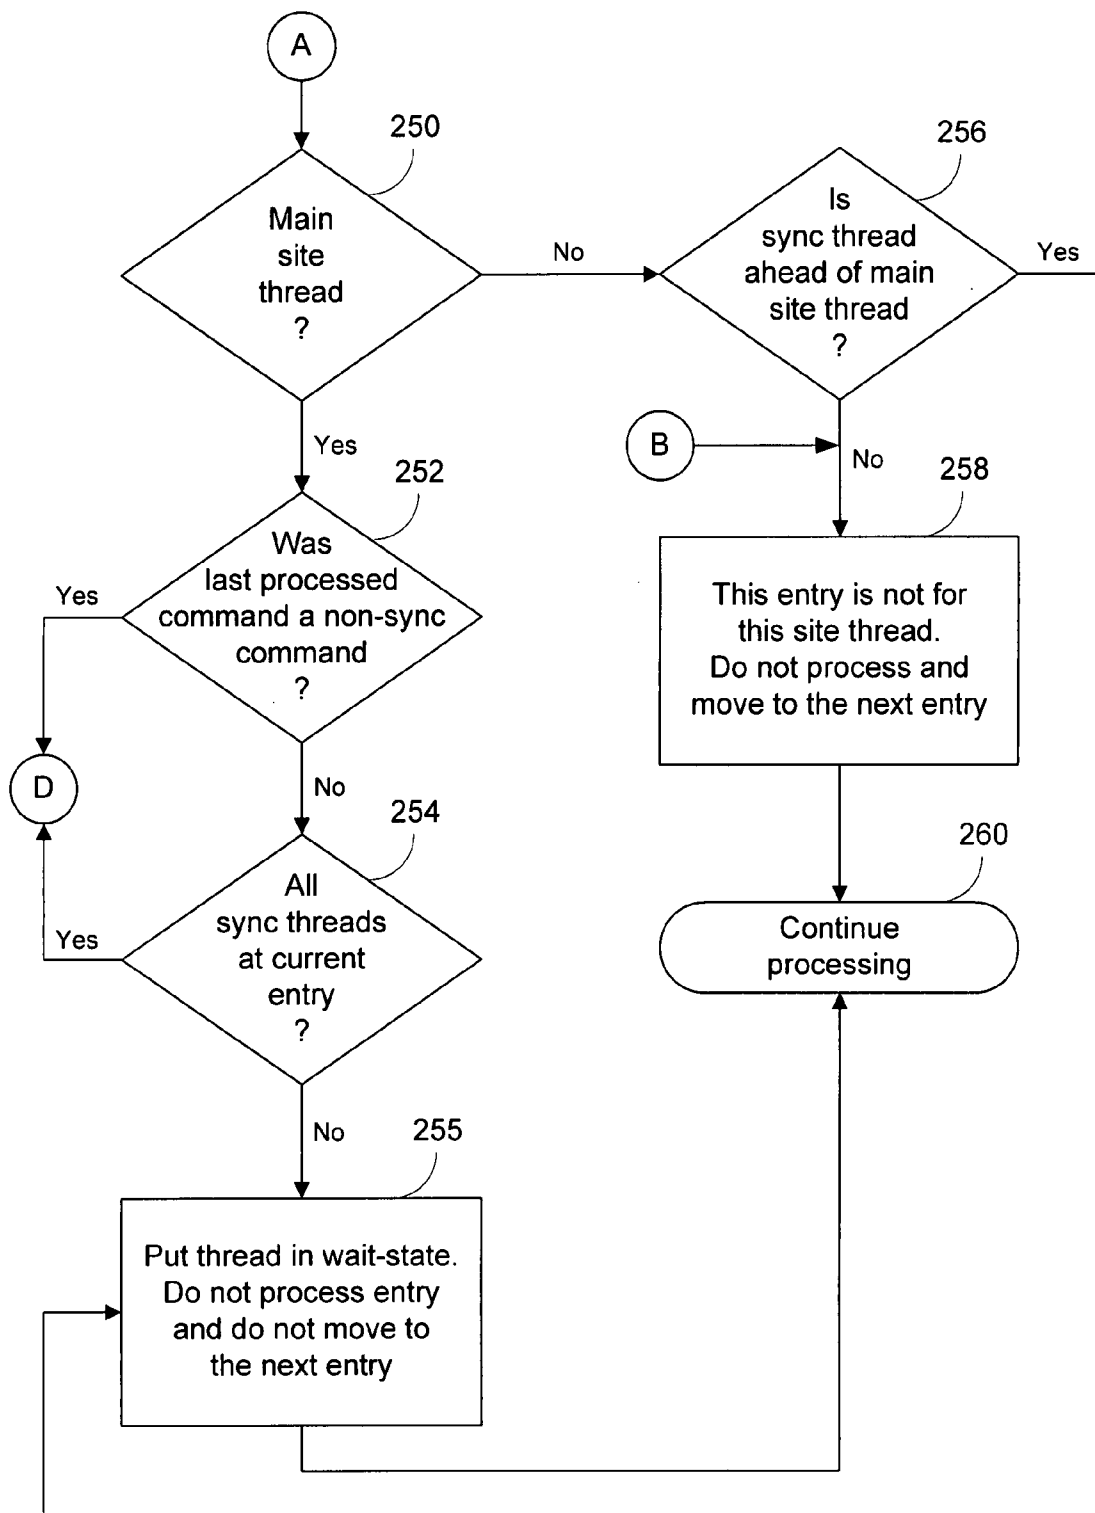 A
250
Main
site
thread
?
No
256
Is
sync thread
ahead of main
site thread
?
Yes
Yes
B
No
252
Was
last processed
command a non-sync
command
?
Yes
258
This entry is not for
this site thread.
Do not process and
move to the next entry
D
No
254
All
sync threads
at current
entry
?
Yes
260
Continue
processing
No
255
Put thread in wait-state.
Do not process entry
and do not move to
the next entry